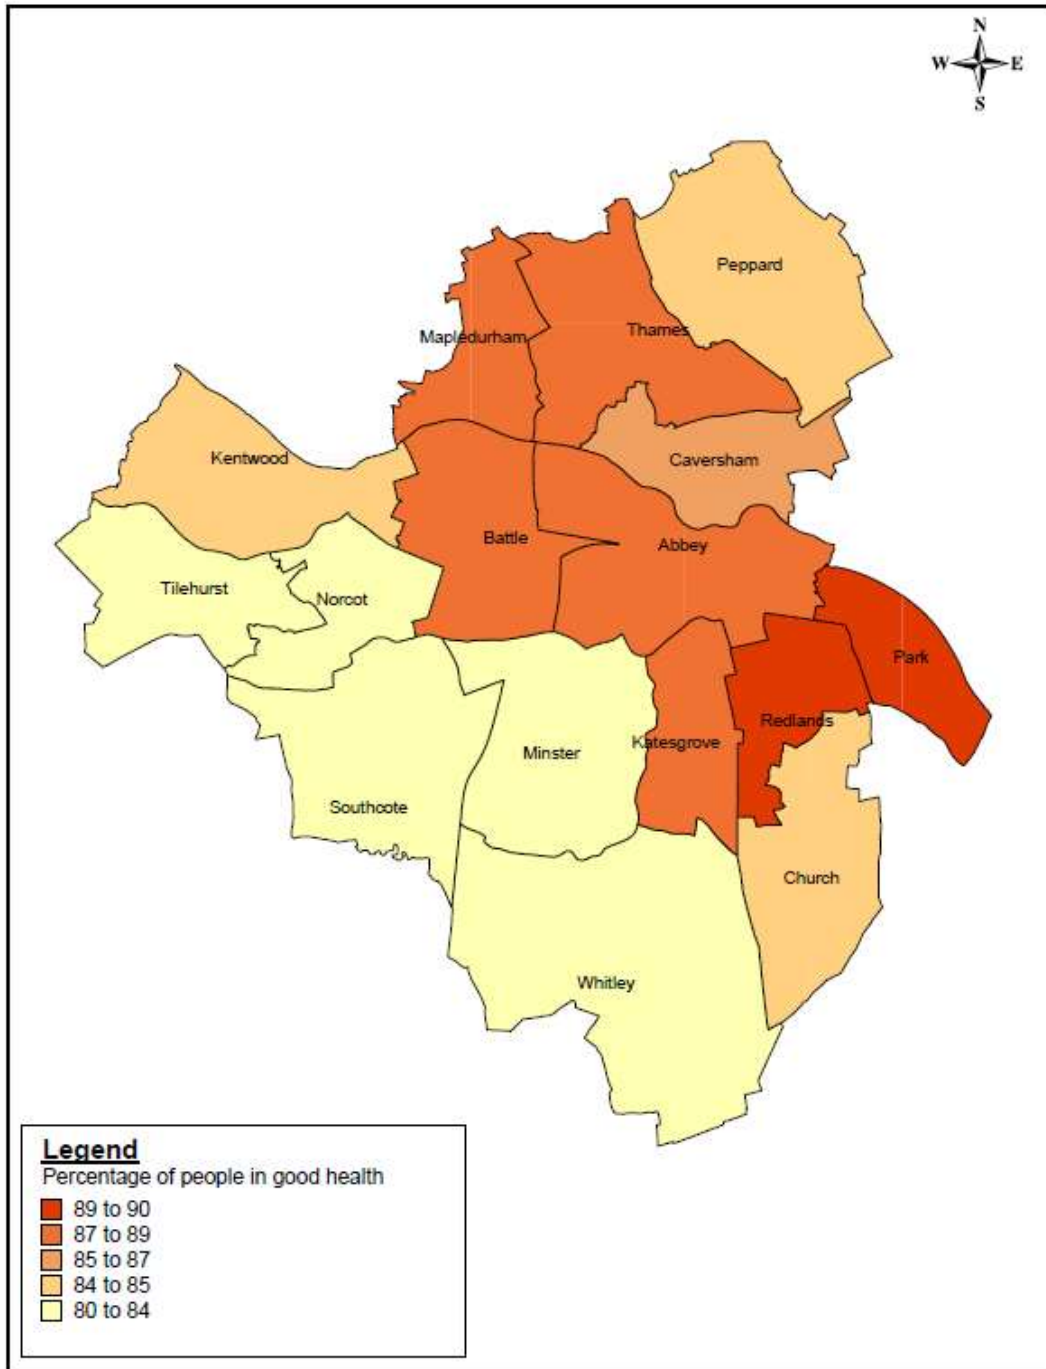 N
W E
S
Peppard
Thames
Mapledurham
Kentwood
Caversham
Battle
Abbey
Tilehurst
Norcot
Park
Redlands
Katesgrove
Minster
Southcote
Church
Whitley
Legend
Percentage of people in good health
89 to 90
87 to 89
85 to 87
84 to 85
80 to 84